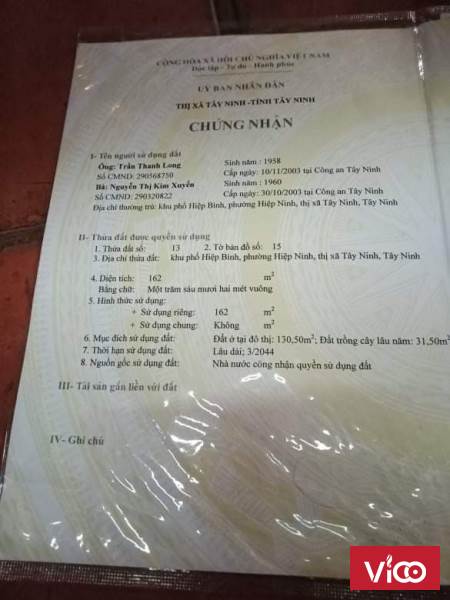 CỘNG HÒA XÃ HỘI CHỦ NGHĨA VIỆT NAM
Độc lập - Tự do - Hạnh phúc
UỶ BAN NHÂN DÂN
THỊ XÃ TÂY NINH -TỈNH TÂY NINH
CHỨNG NHẬN
I- Tên người sử dụng đất
Ông: Trần Thanh Long Sinh năm : 1958
Số CMND: 290568750 Cấp ngày: 10/11/2003 tại Công an Tây Ninh
Bà: Nguyễn Thị Kim Xuyến Sinh năm : 1960
Số CMND: 290320822 Cấp ngày: 30/10/2003 tại Công an Tây Ninh
Địa chỉ thường trú: khu phố Hiệp Bình, phường Hiệp Ninh, thị xã Tây Ninh, Tây Ninh
II- Thửa đất được quyền sử dụng
1. Thửa đất số: 13 2. Tờ bản đồ số: 15
3. Địa chỉ thửa đất: khu phố Hiệp Bình, phường Hiệp Ninh, thị xã Tây Ninh, Tây Ninh
4. Diện tích: 162 m²
Bằng chữ: Một trăm sáu mươi hai mét vuông
5. Hình thức sử dụng:
+ Sử dụng riêng: 162 m²
+ Sử dụng chung: Không m²
6. Mục đích sử dụng đất: Đất ở tại đô thị: 130,50m²; Đất trồng cây lâu năm: 31,50m²
7. Thời hạn sử dụng đất: Lâu dài; 3/2044
8. Nguồn gốc sử dụng đất: Nhà nước công nhận quyền sử dụng đất
III- Tài sản gắn liền với đất
IV- Ghi chú
Vico